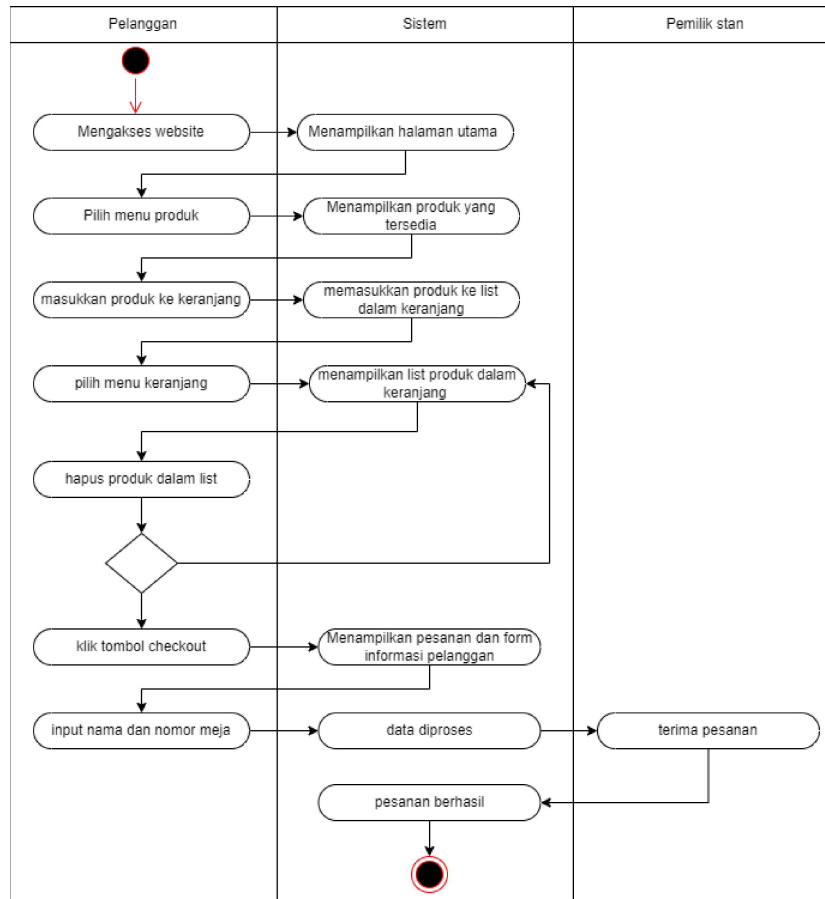 Pelanggan
Sistem
Pemilik stan
Mengakses website
Menampilkan halaman utama
Pilih menu produk
Menampilkan produk yang
tersedia
masukkan produk ke keranjang
memasukkan produk ke list
dalam keranjang
pilih menu keranjang
menampilkan list produk dalam
keranjang
hapus produk dalam list
klik tombol checkout
Menampilkan pesanan dan form
informasi pelanggan
input nama dan nomor meja
data diproses
terima pesanan
pesanan berhasil